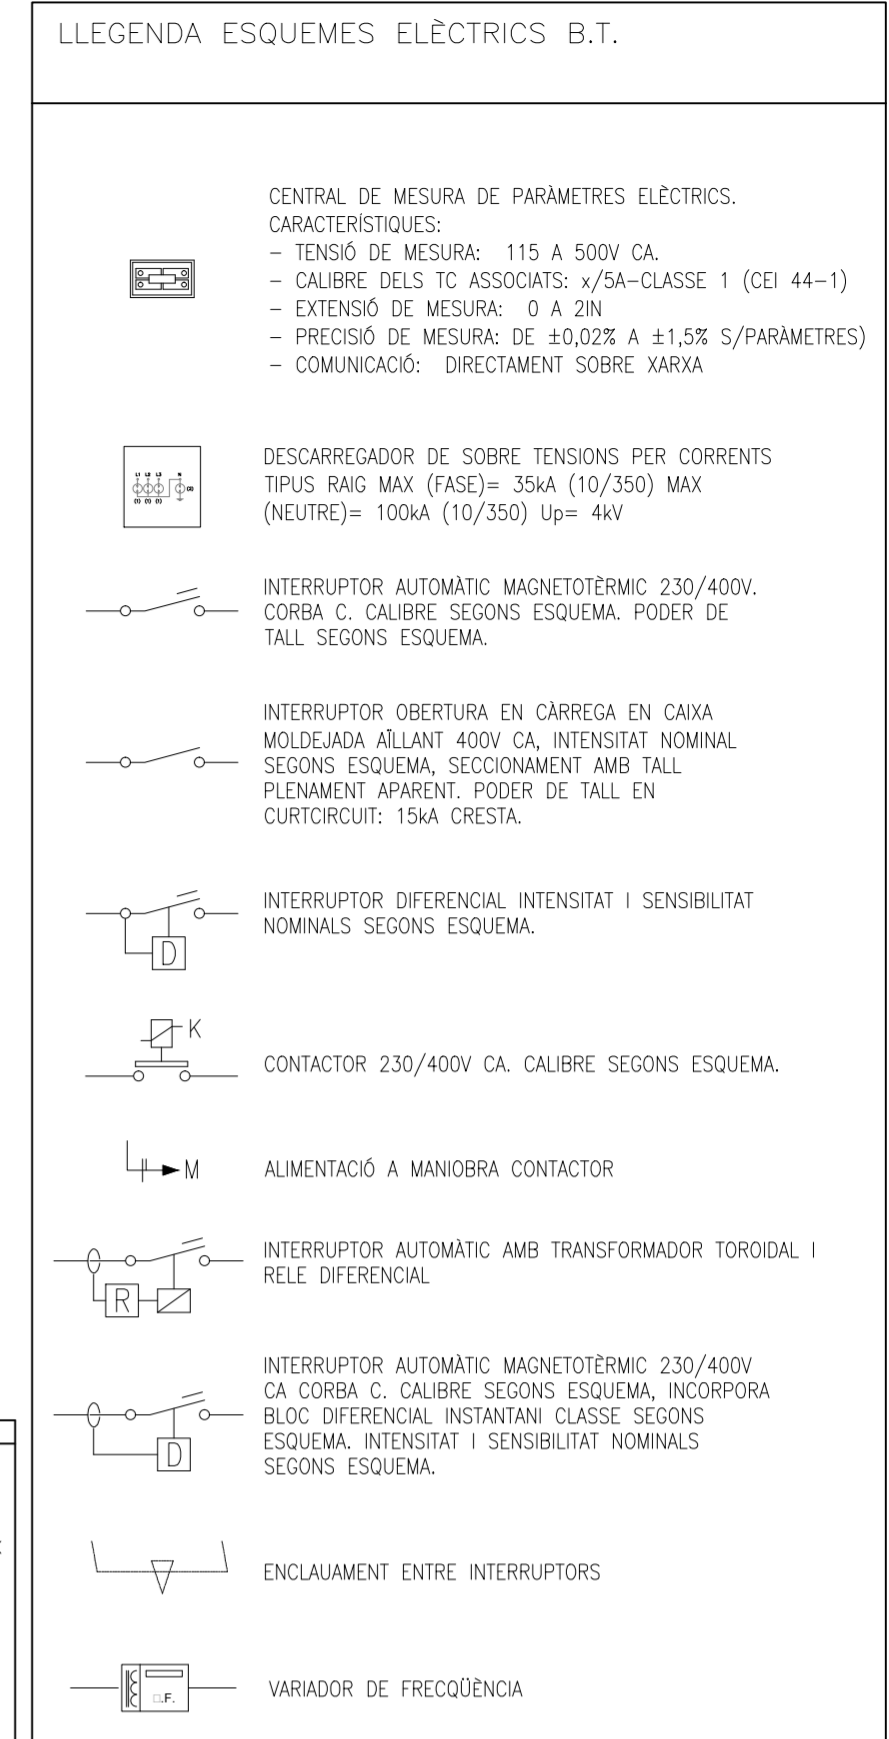 LLEGENDA ESQUEMES ELÈCTRICS B.T.
CENTRAL DE MESURA DE PARÀMETRES ELÈCTRICS.
CARACTERÍSTIQUES:
- TENSIÓ DE MESURA: 115 A 500V CA.
- CALIBRE DELS TC ASSOCIATS: x/5A-CLASSE 1 (CEI 44-1)
- EXTENSIÓ DE MESURA: 0 A 2IN
- PRECISIÓ DE MESURA: DE ±0,02% A ±1,5% S/PARÀMETRES)
- COMUNICACIÓ: DIRECTAMENT SOBRE XARXA
L1 L2 L3 N
(2)
(1) (1) (1)
DESCARREGADOR DE SOBRE TENSIONS PER CORRENTS
TIPUS RAIG MAX (FASE)= 35kA (10/350) MAX
(NEUTRE)= 100kA (10/350) Up= 4kV
INTERRUPTOR AUTOMÀTIC MAGNETOTÈRMIC 230/400V.
CORBA C. CALIBRE SEGONS ESQUEMA. PODER DE
TALL SEGONS ESQUEMA.
INTERRUPTOR OBERTURA EN CÀRREGA EN CAIXA
MOLDEJADA AÏLLANT 400V CA, INTENSITAT NOMINAL
SEGONS ESQUEMA, SECCIONAMENT AMB TALL
PLENAMENT APARENT. PODER DE TALL EN
CURTCIRCUIT: 15kA CRESTA.
D
INTERRUPTOR DIFERENCIAL INTENSITAT I SENSIBILITAT
NOMINALS SEGONS ESQUEMA.
K
CONTACTOR 230/400V CA. CALIBRE SEGONS ESQUEMA.
M
ALIMENTACIÓ A MANIOBRA CONTACTOR
R
INTERRUPTOR AUTOMÀTIC AMB TRANSFORMADOR TOROIDAL I
RELE DIFERENCIAL
D
INTERRUPTOR AUTOMÀTIC MAGNETOTÈRMIC 230/400V
CA CORBA C. CALIBRE SEGONS ESQUEMA, INCORPORA
BLOC DIFERENCIAL INSTANTANI CLASSE SEGONS
ESQUEMA. INTENSITAT I SENSIBILITAT NOMINALS
SEGONS ESQUEMA.
ENCLAUAMENT ENTRE INTERRUPTORS
□.F.
VARIADOR DE FRECQÜÈNCIA